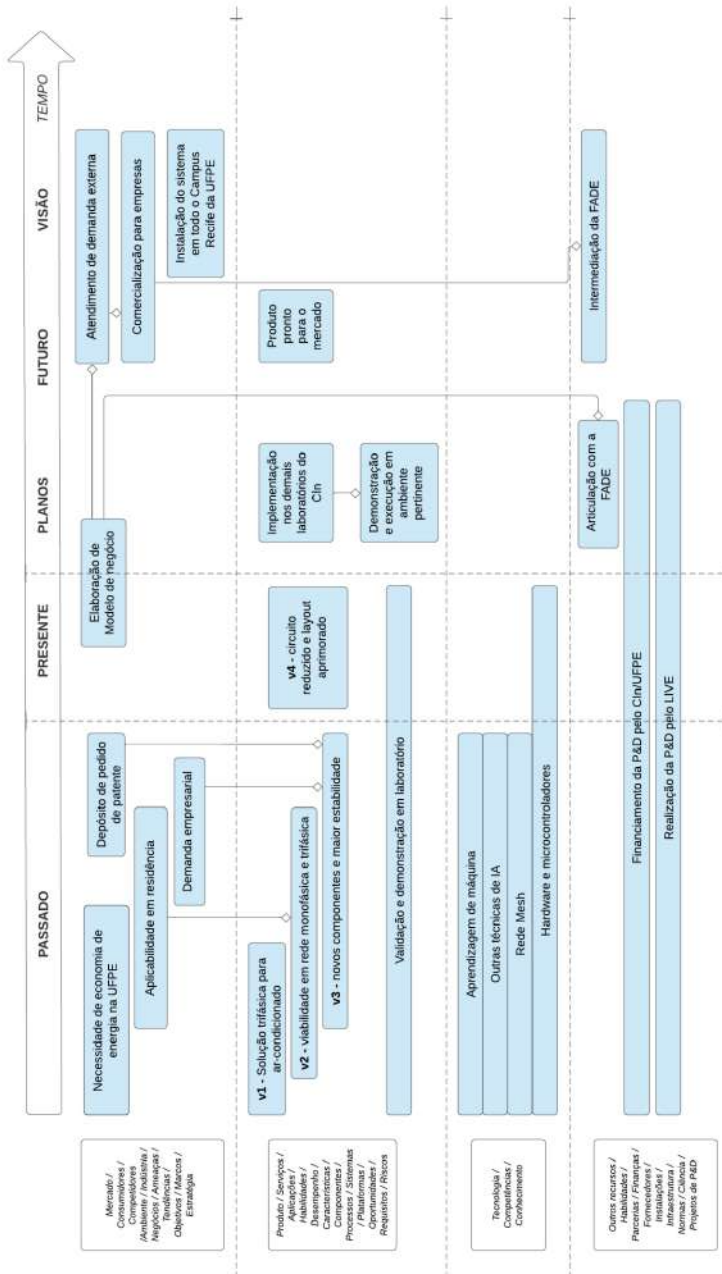 TEMPO
PASSADO
PRESENTE
PLANOS
FUTURO
VISÃO
Mercado /
Consumidores /
Competidores
/Ambiente / Indústria /
Negócios / Ameaças /
Tendências /
Objetivos / Marcos /
Estratégia
Necessidade de economia de
energia na UFPE
Depósito de pedido
de patente
Aplicabilidade em residência
Demanda empresarial
Elaboração de
Modelo de negócio
Atendimento de demanda externa
Comercialização para empresas
Instalação do sistema
em todo o Campus
Recife da UFPE
Produto / Serviços /
Aplicações /
Habilidades /
Desempenho /
Características /
Componentes /
Processos / Sistemas
/ Plataformas /
Oportunidades /
Requisitos / Riscos
v1 - Solução trifásica para
ar-condicionado
v2 - viabilidade em rede monofásica e trifásica
v3 - novos componentes e maior estabilidade
v4 - circuito
reduzido e layout
aprimorado
Validação e demonstração em laboratório
Implementação
nos demais
laboratórios do
CIn
Demonstração
e execução em
ambiente
pertinente
Produto
pronto
para o
mercado
Tecnologia /
Competências /
Conhecimento
Aprendizagem de máquina
Outras técnicas de IA
Rede Mesh
Hardware e microcontroladores
Outros recursos /
Habilidades /
Parcerias / Finanças /
Fornecedores /
Instalações /
Infraestrutura /
Normas / Ciência /
Projetos de P&D
Articulação com a
FADE
Intermediação da FADE
Financiamento da P&D pelo CIn/UFPE
Realização da P&D pelo LIVE